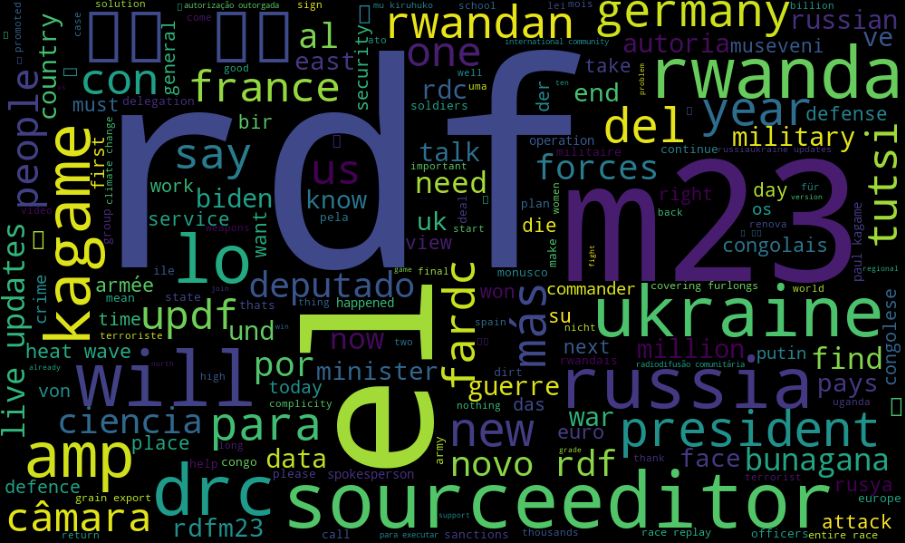 solution
autorização outorgada
mu kiruhuko
school
lei
mois
billion
promoted
case
sign
come
good
al
rwandan
germany
russian
con
general
east
security
one
autoria
ve
country
france
ato
international community
well
uma
ten
problem
rwanda
museveni
take
rdc
der
end
people
must
delegation
bir
soldiers
del
year
defense
first
climate change
rdf
say
us
talk
operation
militaire
continue
military
russiaukraine updates
tutsi
kagame
work
biden
know
need
forces
important
right
day
für
version
group
service
want
pela
deal
start
plan
women
back
os
renova
video
weapons
uk
view
die
make
congolais
paul kagame
m23
lo
deputado
ile
game
final
monusco
fight
world
regional
live updates
crime
armée
mean
state
thats
join
thing
happened
won
commander
covering furlongs
time
updf
und
terroriste
el
fardc
más
su
ukraine
congolese
heat wave
already
von
high
north
win
two
now
spain
nicht
next
rwandais
million
putin
find
radiodifusão comunitária
uganda
will
por
minister
dirt
guerre
russia
pays
today
complicity
nothing
das
war
ciencia
para
new
president
amp
place
long
data
army
euro
face
bunagana
help
congo
please
spokesperson
novo
rdf
grade
thank
terrorist
rusya
defence
grain export
drc
sourceeditor
europe
câmara
rdfm23
attack
return
call
support
para executar
sanctions
thousands
race replay
officers
entire race